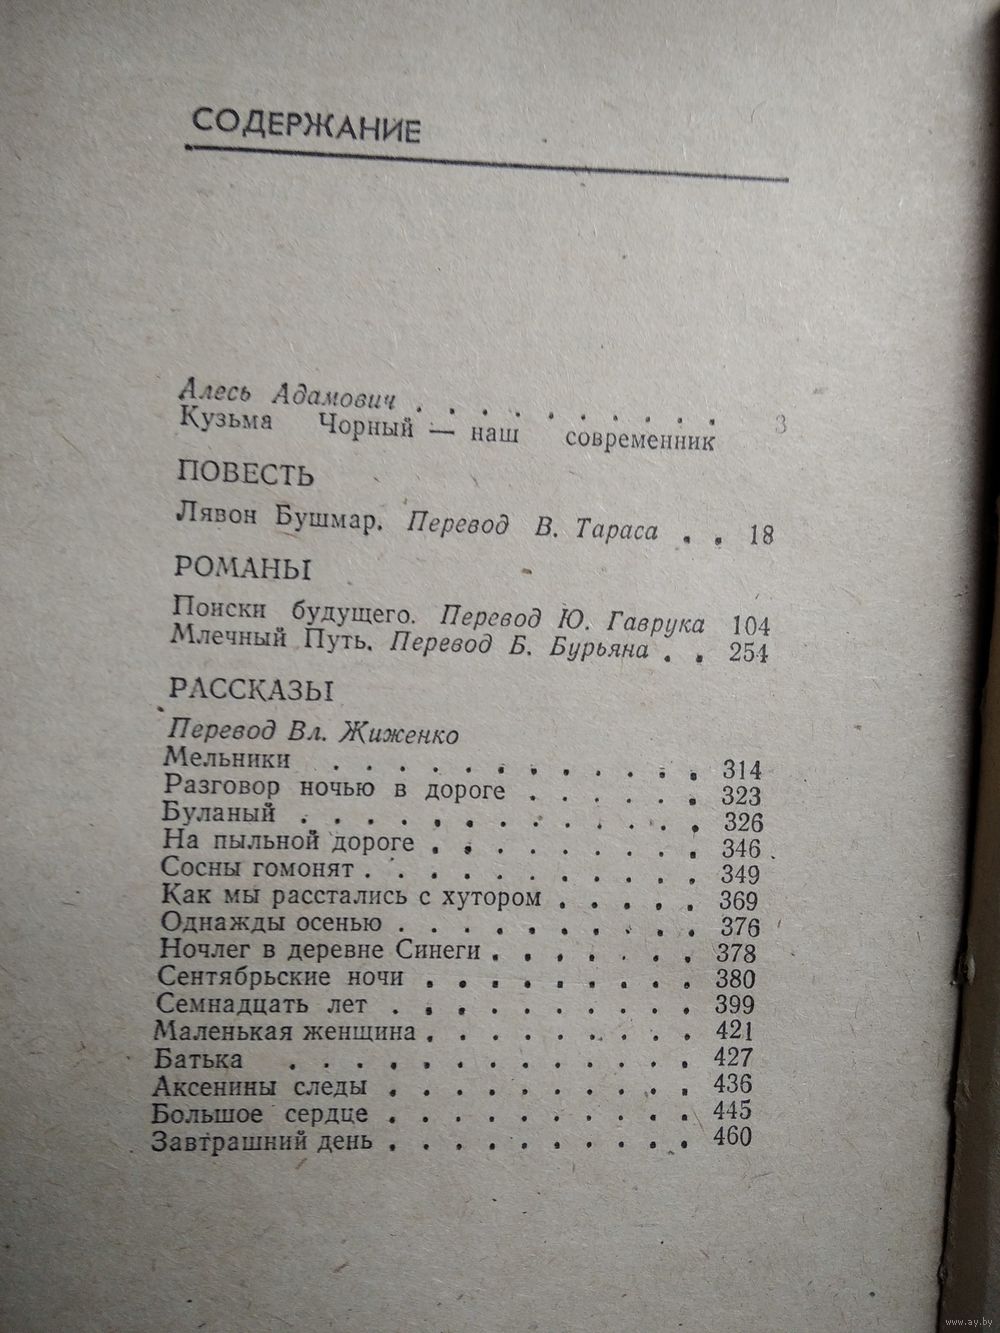 СОДЕРЖАНИЕ
Алесь Адамович . . . . . . . . . .
Кузьма Чорный — наш современник 3
ПОВЕСТЬ
Лявон Бушмар. Перевод В. Тараса . . 18
РОМАНЫ
Поиски будущего. Перевод Ю. Гаврука 104
Млечный Путь. Перевод Б. Бурьяна . . 254
РАССКАЗЫ
Перевод Вл. Жиженко
Мельники . . . . . . . . . . . . 314
Разговор ночью в дороге . . . . . . 323
Буланый . . . . . . . . . . . . . 326
На пыльной дороге . . . . . . . . . 346
Сосны гомонят . . . . . . . . . . . 349
Как мы расстались с хутором . . . . . 369
Однажды осенью . . . . . . . . . . 376
Ночлег в деревне Синеги . . . . . . . 378
Сентябрьские ночи . . . . . . . . . 380
Семнадцать лет . . . . . . . . . . 399
Маленькая женщина . . . . . . . . . 421
Батька . . . . . . . . . . . . . 427
Аксенины следы . . . . . . . . . . 436
Большое сердце . . . . . . . . . . 445
Завтрашний день . . . . . . . . . . 460
www.ay.by